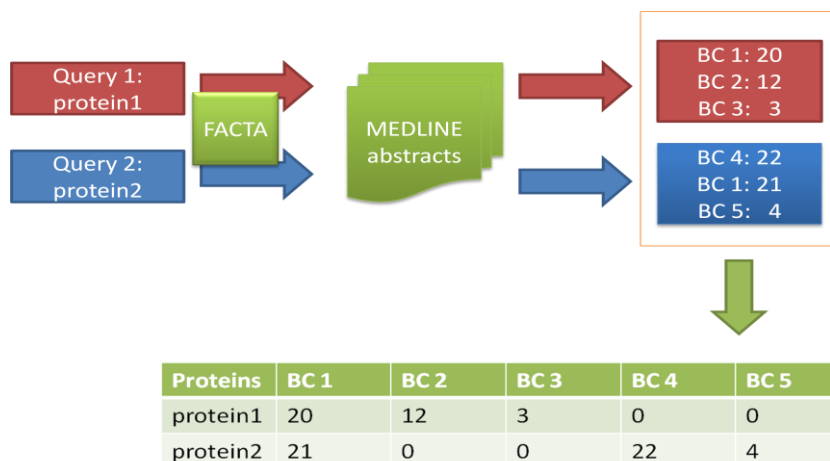 Query 1:
protein1
FACTA
MEDLINE
abstracts
BC 1: 20
BC 2: 12
BC 3: 3
Query 2:
protein2
BC 4: 22
BC 1: 21
BC 5: 4
Proteins BC 1 BC 2 BC 3 BC 4 BC 5
protein1 20 12 3 0 0
protein2 21 0 0 22 4